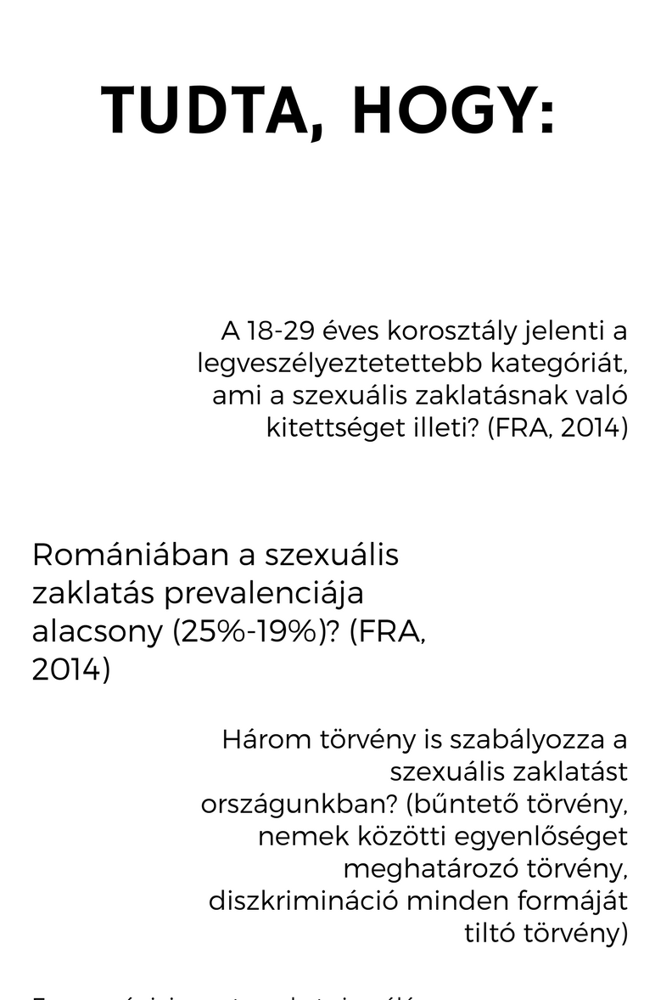 TUDTA, HOGY:
A 18-29 éves korosztály jelenti a
legveszélyeztetettebb kategóriát,
ami a szexuális zaklatásnak való
kitettséget illeti? (FRA, 2014)
Romániában a szexuális
zaklatás prevalenciája
alacsony (25%-19%)? (FRA,
2014)
Három törvény is szabályozza a
szexuális zaklatást
országunkban? (bűntető törvény,
nemek közötti egyenlőséget
meghatározó törvény,
diszkrimináció minden formáját
tiltó törvény)